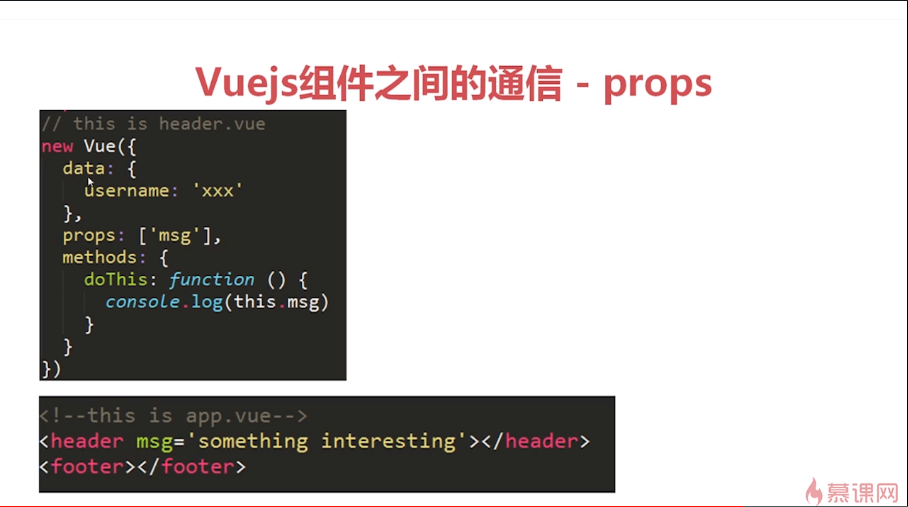 Vuejs组件之间的通信 - props
// this is header.vue
new Vue({
  data: {
    username: 'xxx'
  },
  props: ['msg'],
  methods: {
    doThis: function () {
      console.log(this.msg)
    }
  }
})
<!--this is app.vue-->
<header msg='something interesting'></header>
<footer></footer>
慕课网